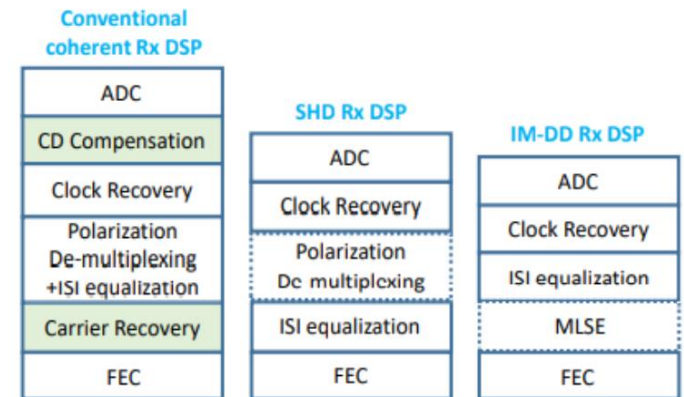 Conventional
coherent Rx DSP
ADC
CD Compensation
Clock Recovery
Polarization
De-multiplexing
+ISI equalization
Carrier Recovery
FEC
SHD Rx DSP
ADC
Clock Recovery
Polarization
De-multiplexing
ISI equalization
FEC
IM-DD Rx DSP
ADC
Clock Recovery
ISI equalization
MLSE
FEC